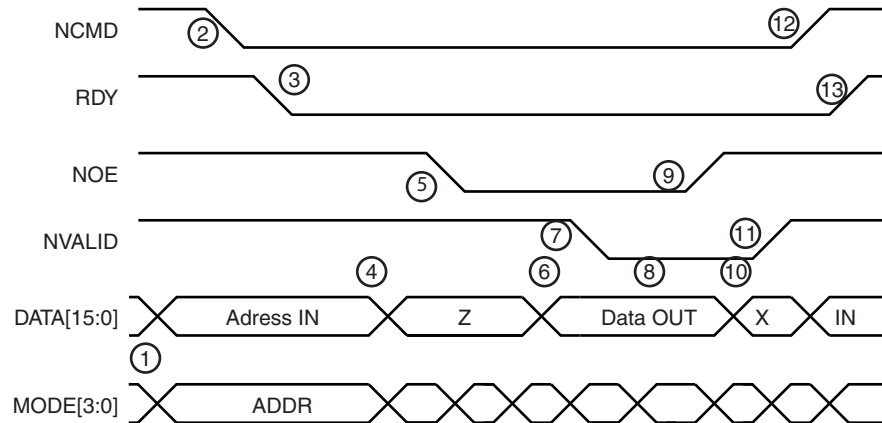 NCMD
2
12
RDY
3
13
NOE
5
9
NVALID
7
11
4
6
8
10
DATA[15:0]
Adress IN
Z
Data OUT
X
IN
1
MODE[3:0]
ADDR